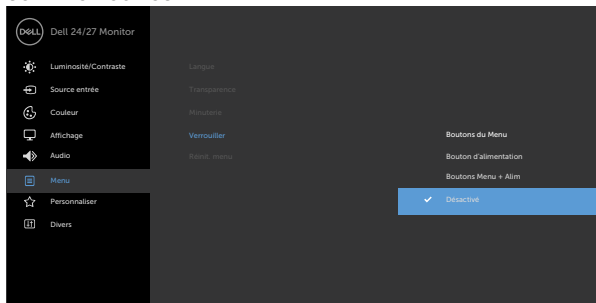 DELL
Dell 24/27 Monitor
Luminosité/Contraste
Source entrée
Couleur
Affichage
Audio
Menu
Personnaliser
Divers
Langue
Transparence
Minuterie
Verrouiller
Réinit. menu
Boutons du Menu
Bouton d'alimentation
Boutons Menu + Alim
Désactivé